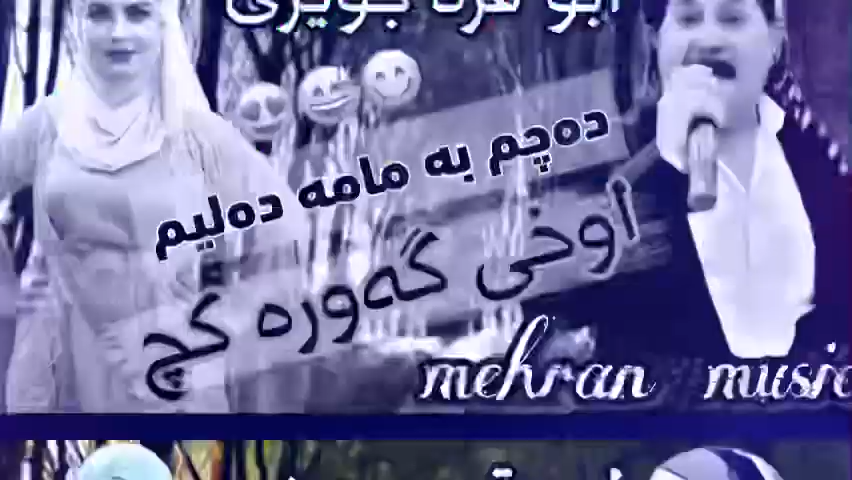 دەچم بە مامە دەلیم
اوخی گەورە کچ
mehran music